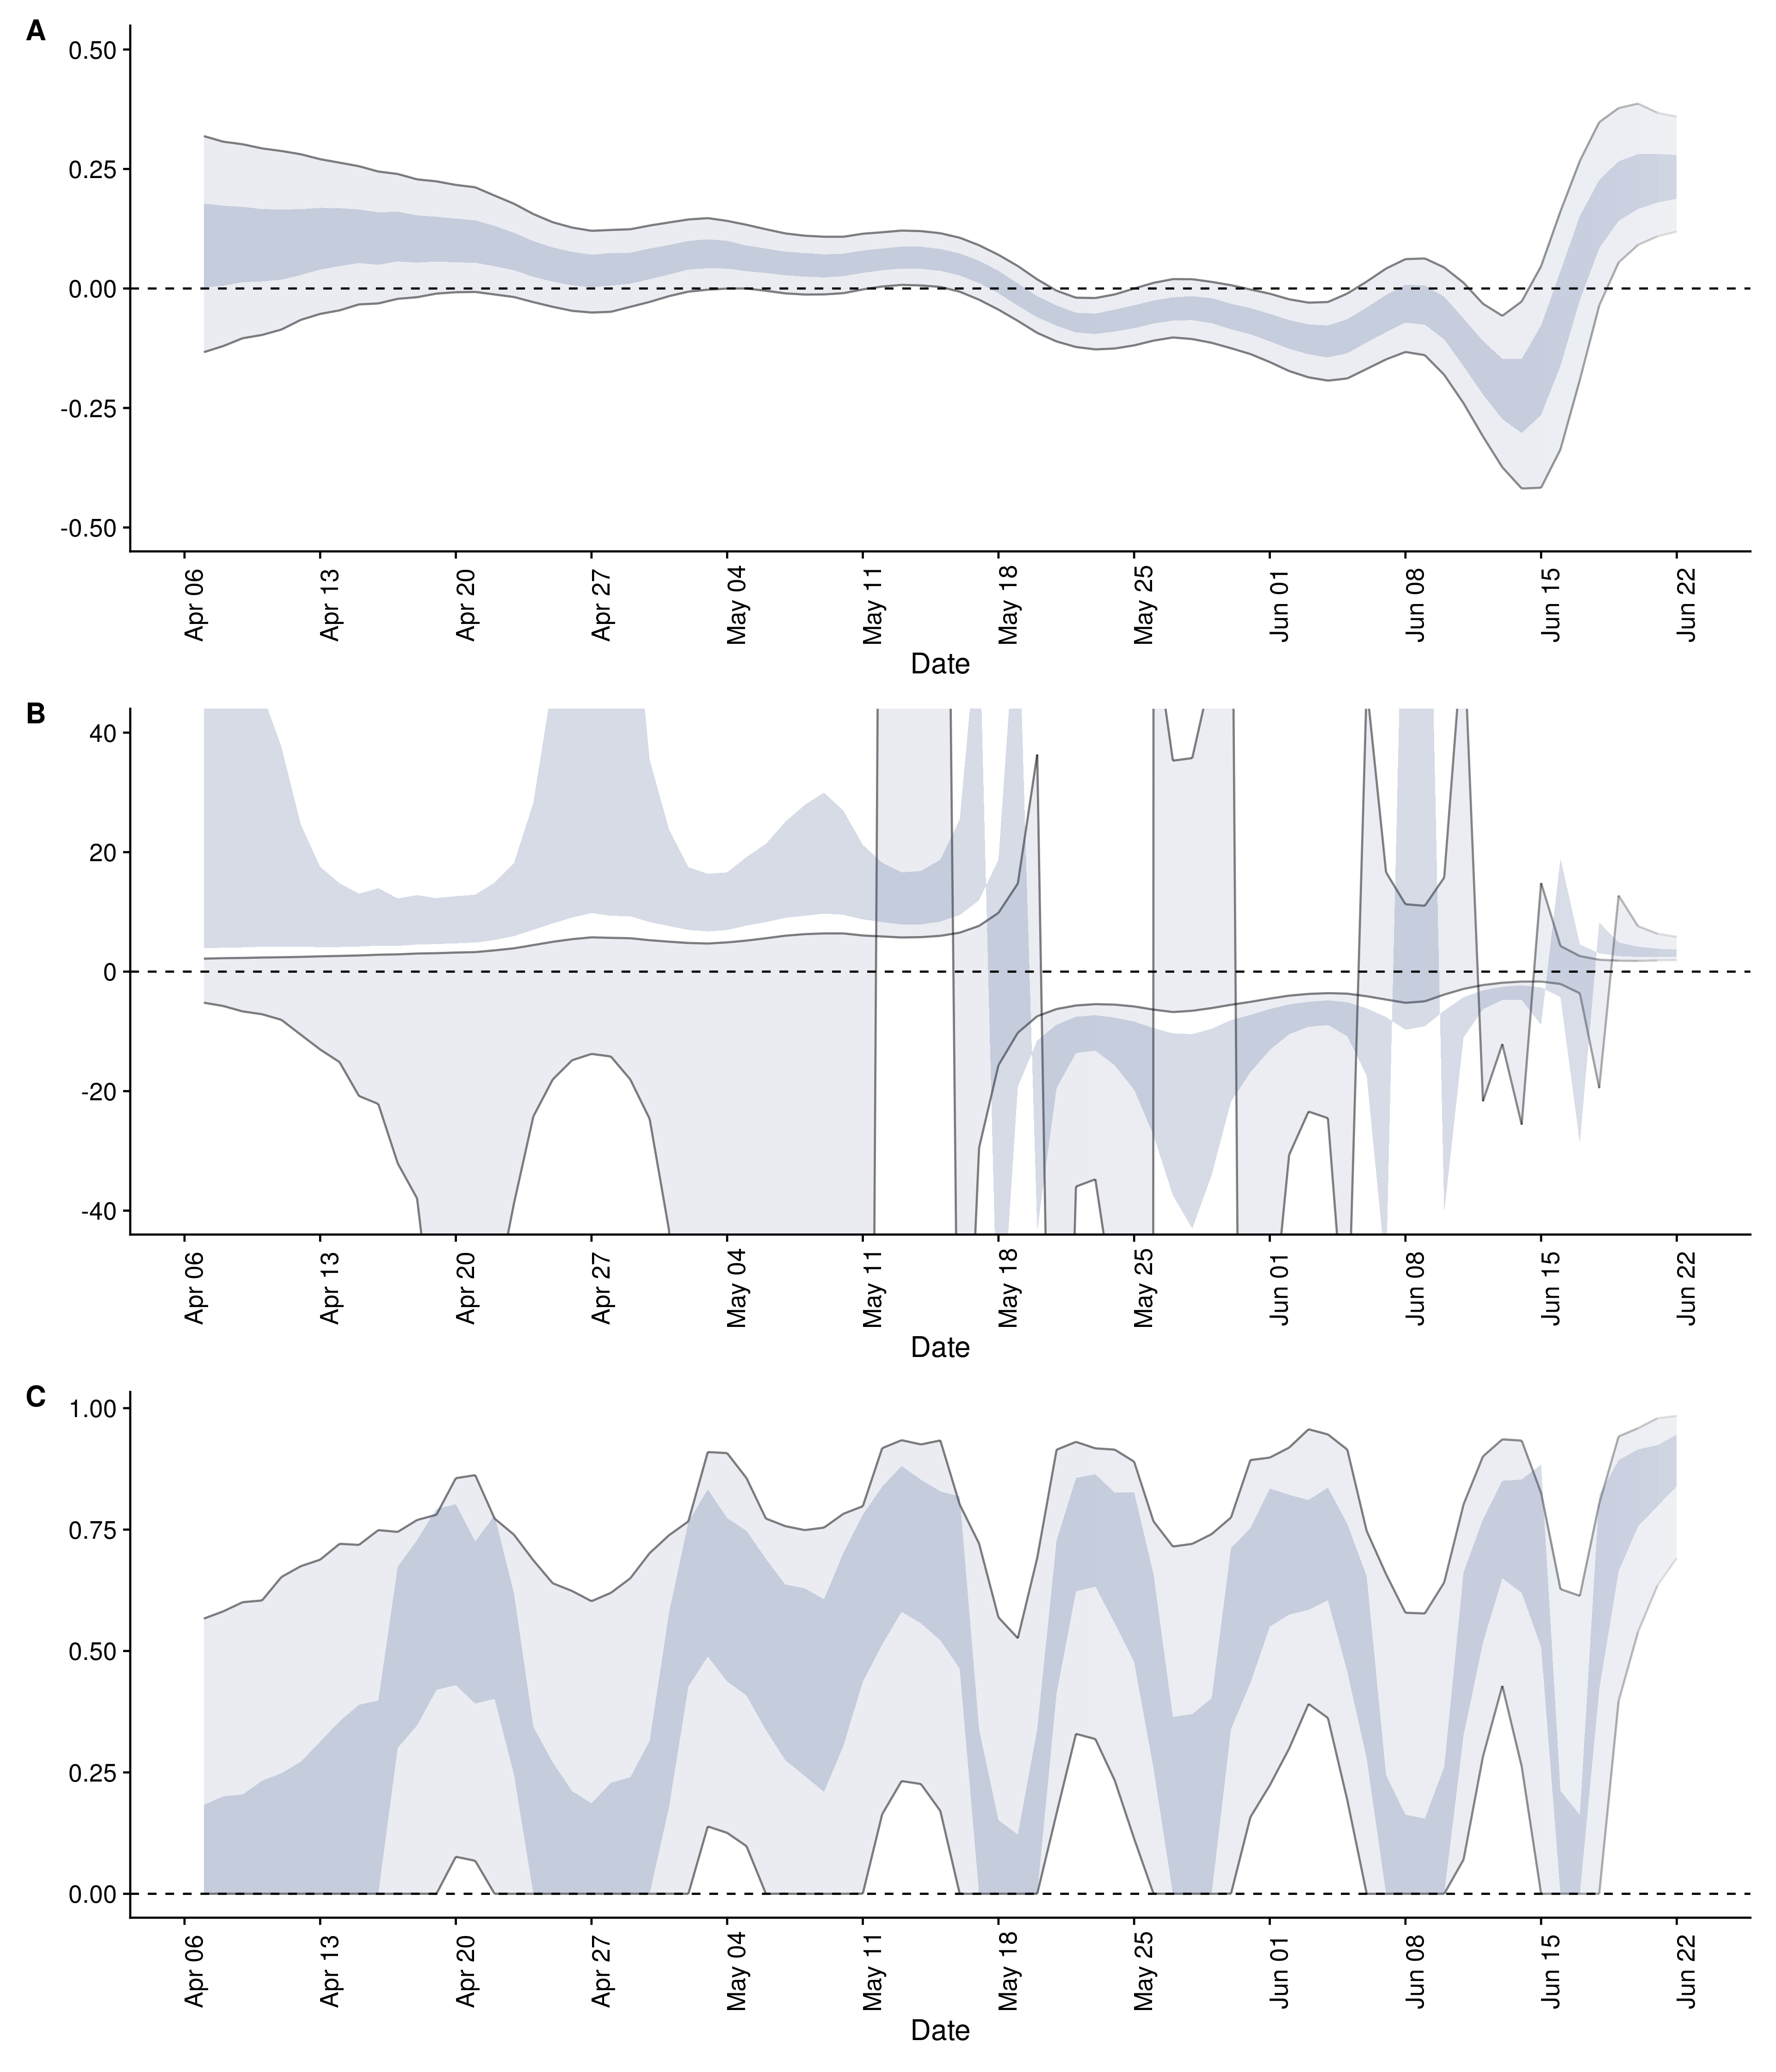 A
0.50
0.25
0.00
-0.25
-0.50
Apr 06
Apr 13
Apr 20
Apr 27
May 04
May 11
May 18
May 25
Jun 01
Jun 08
Jun 15
Jun 22
Date
B
40
20
0
-20
-40
Apr 06
Apr 13
Apr 20
Apr 27
May 04
May 11
May 18
May 25
Jun 01
Jun 08
Jun 15
Jun 22
Date
C
1.00
0.75
0.50
0.25
0.00
Apr 06
Apr 13
Apr 20
Apr 27
May 04
May 11
May 18
May 25
Jun 01
Jun 08
Jun 15
Jun 22
Date